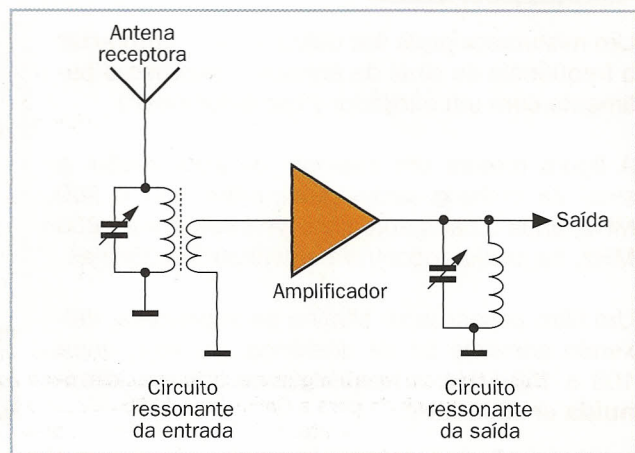 Antena
receptora
Amplificador
Saída
Circuito
ressonante
da entrada
Circuito
ressonante
da saída